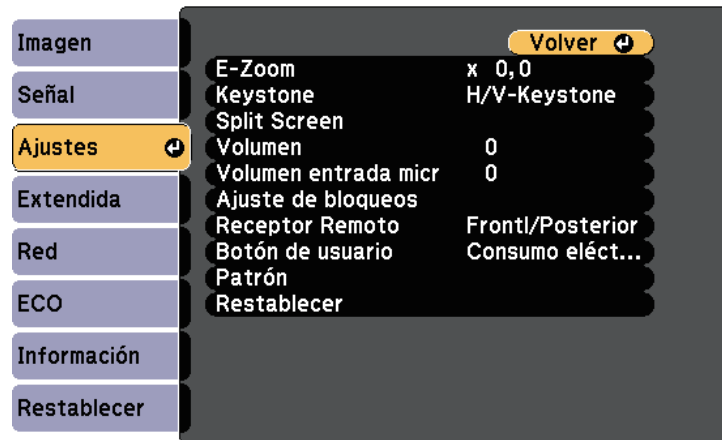 Imagen
Señal
Ajustes
Extendida
Red
ECO
Información
Restablecer
Volver
E-Zoom x 0,0
Keystone H/V-Keystone
Split Screen
Volumen 0
Volumen entrada micr 0
Ajuste de bloqueos
Receptor Remoto Frontl/Posterior
Botón de usuario Consumo eléct...
Patrón
Restablecer